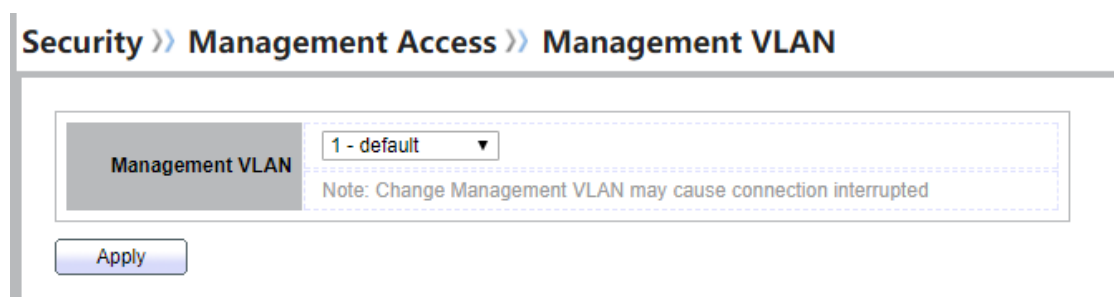 Security 》 Management Access 》 Management VLAN
Management VLAN
1 - default
Note: Change Management VLAN may cause connection interrupted
Apply